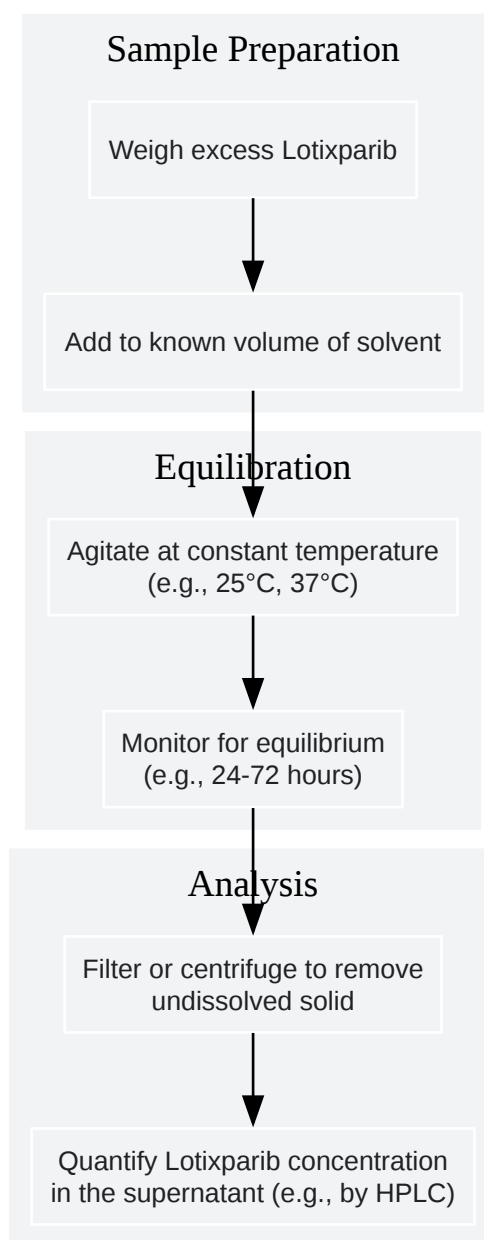 Sample Preparation
Weigh excess Lotixparib
Add to known volume of solvent
Equilibration
Agitate at constant temperature
(e.g., 25°C, 37°C)
Monitor for equilibrium
(e.g., 24-72 hours)
Analysis
Filter or centrifuge to remove
undissolved solid
Quantify Lotixparib concentration
in the supernatant (e.g., by HPLC)